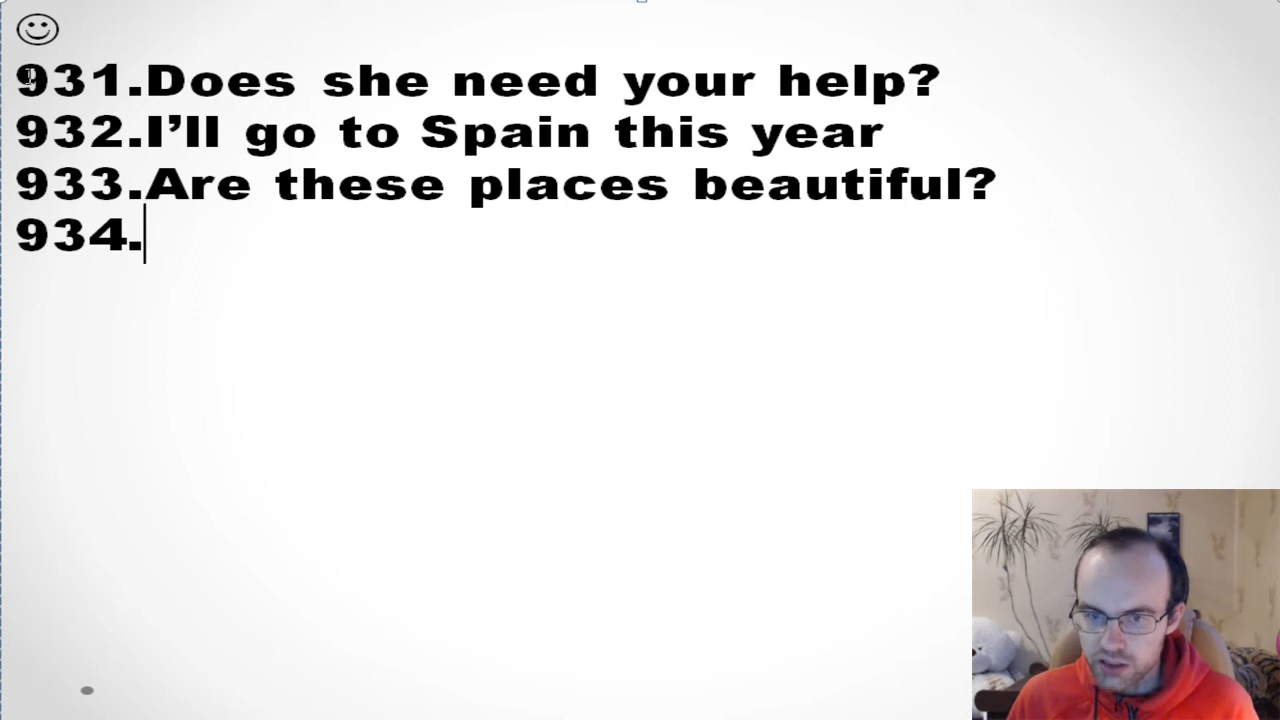 931.Does she need your help?
932.I’ll go to Spain this year
933.Are these places beautiful?
934.